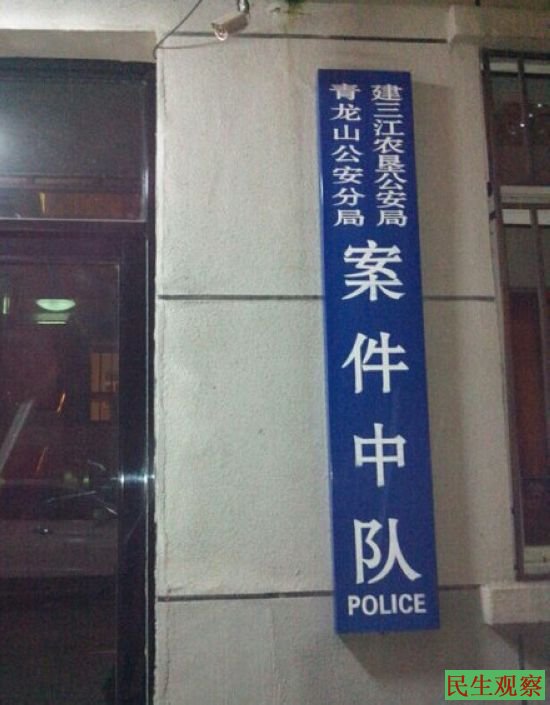 建三江农垦公安局
青龙山公安分局
案件中队
POLICE
民生观察